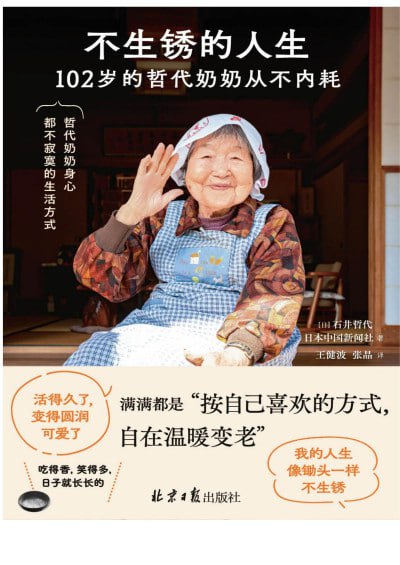 不生锈的人生
102岁的哲代奶奶从不内耗
哲代奶奶身心
都不寂寞的生活方式
［日］石井哲代
日本中国新闻社 著
王健波 张晶 译
活得久了，
变得圆润
可爱了
满满都是“按自己喜欢的方式，
自在温暖变老”
吃得香，笑得多，
日子就长长的
我的人生
像锄头一样
不生锈
北京日报出版社